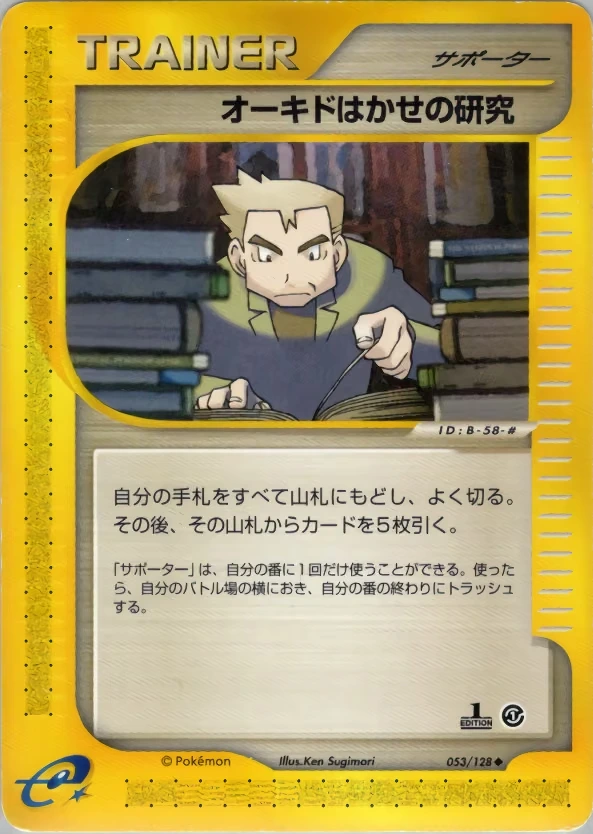 TRAINER
サポーター
オーキドはかせの研究
ID:B-58-#
自分の手札をすべて山札にもどし、よく切る。
その後、その山札からカードを5枚引く。
「サポーター」は、自分の番に1回だけ使うことができる。使った
ら、自分のバトル場の横におき、自分の番の終わりにトラッシュ
する。
1
EDITION
e
© Pokémon
Illus.Ken Sugimori
053/128◆